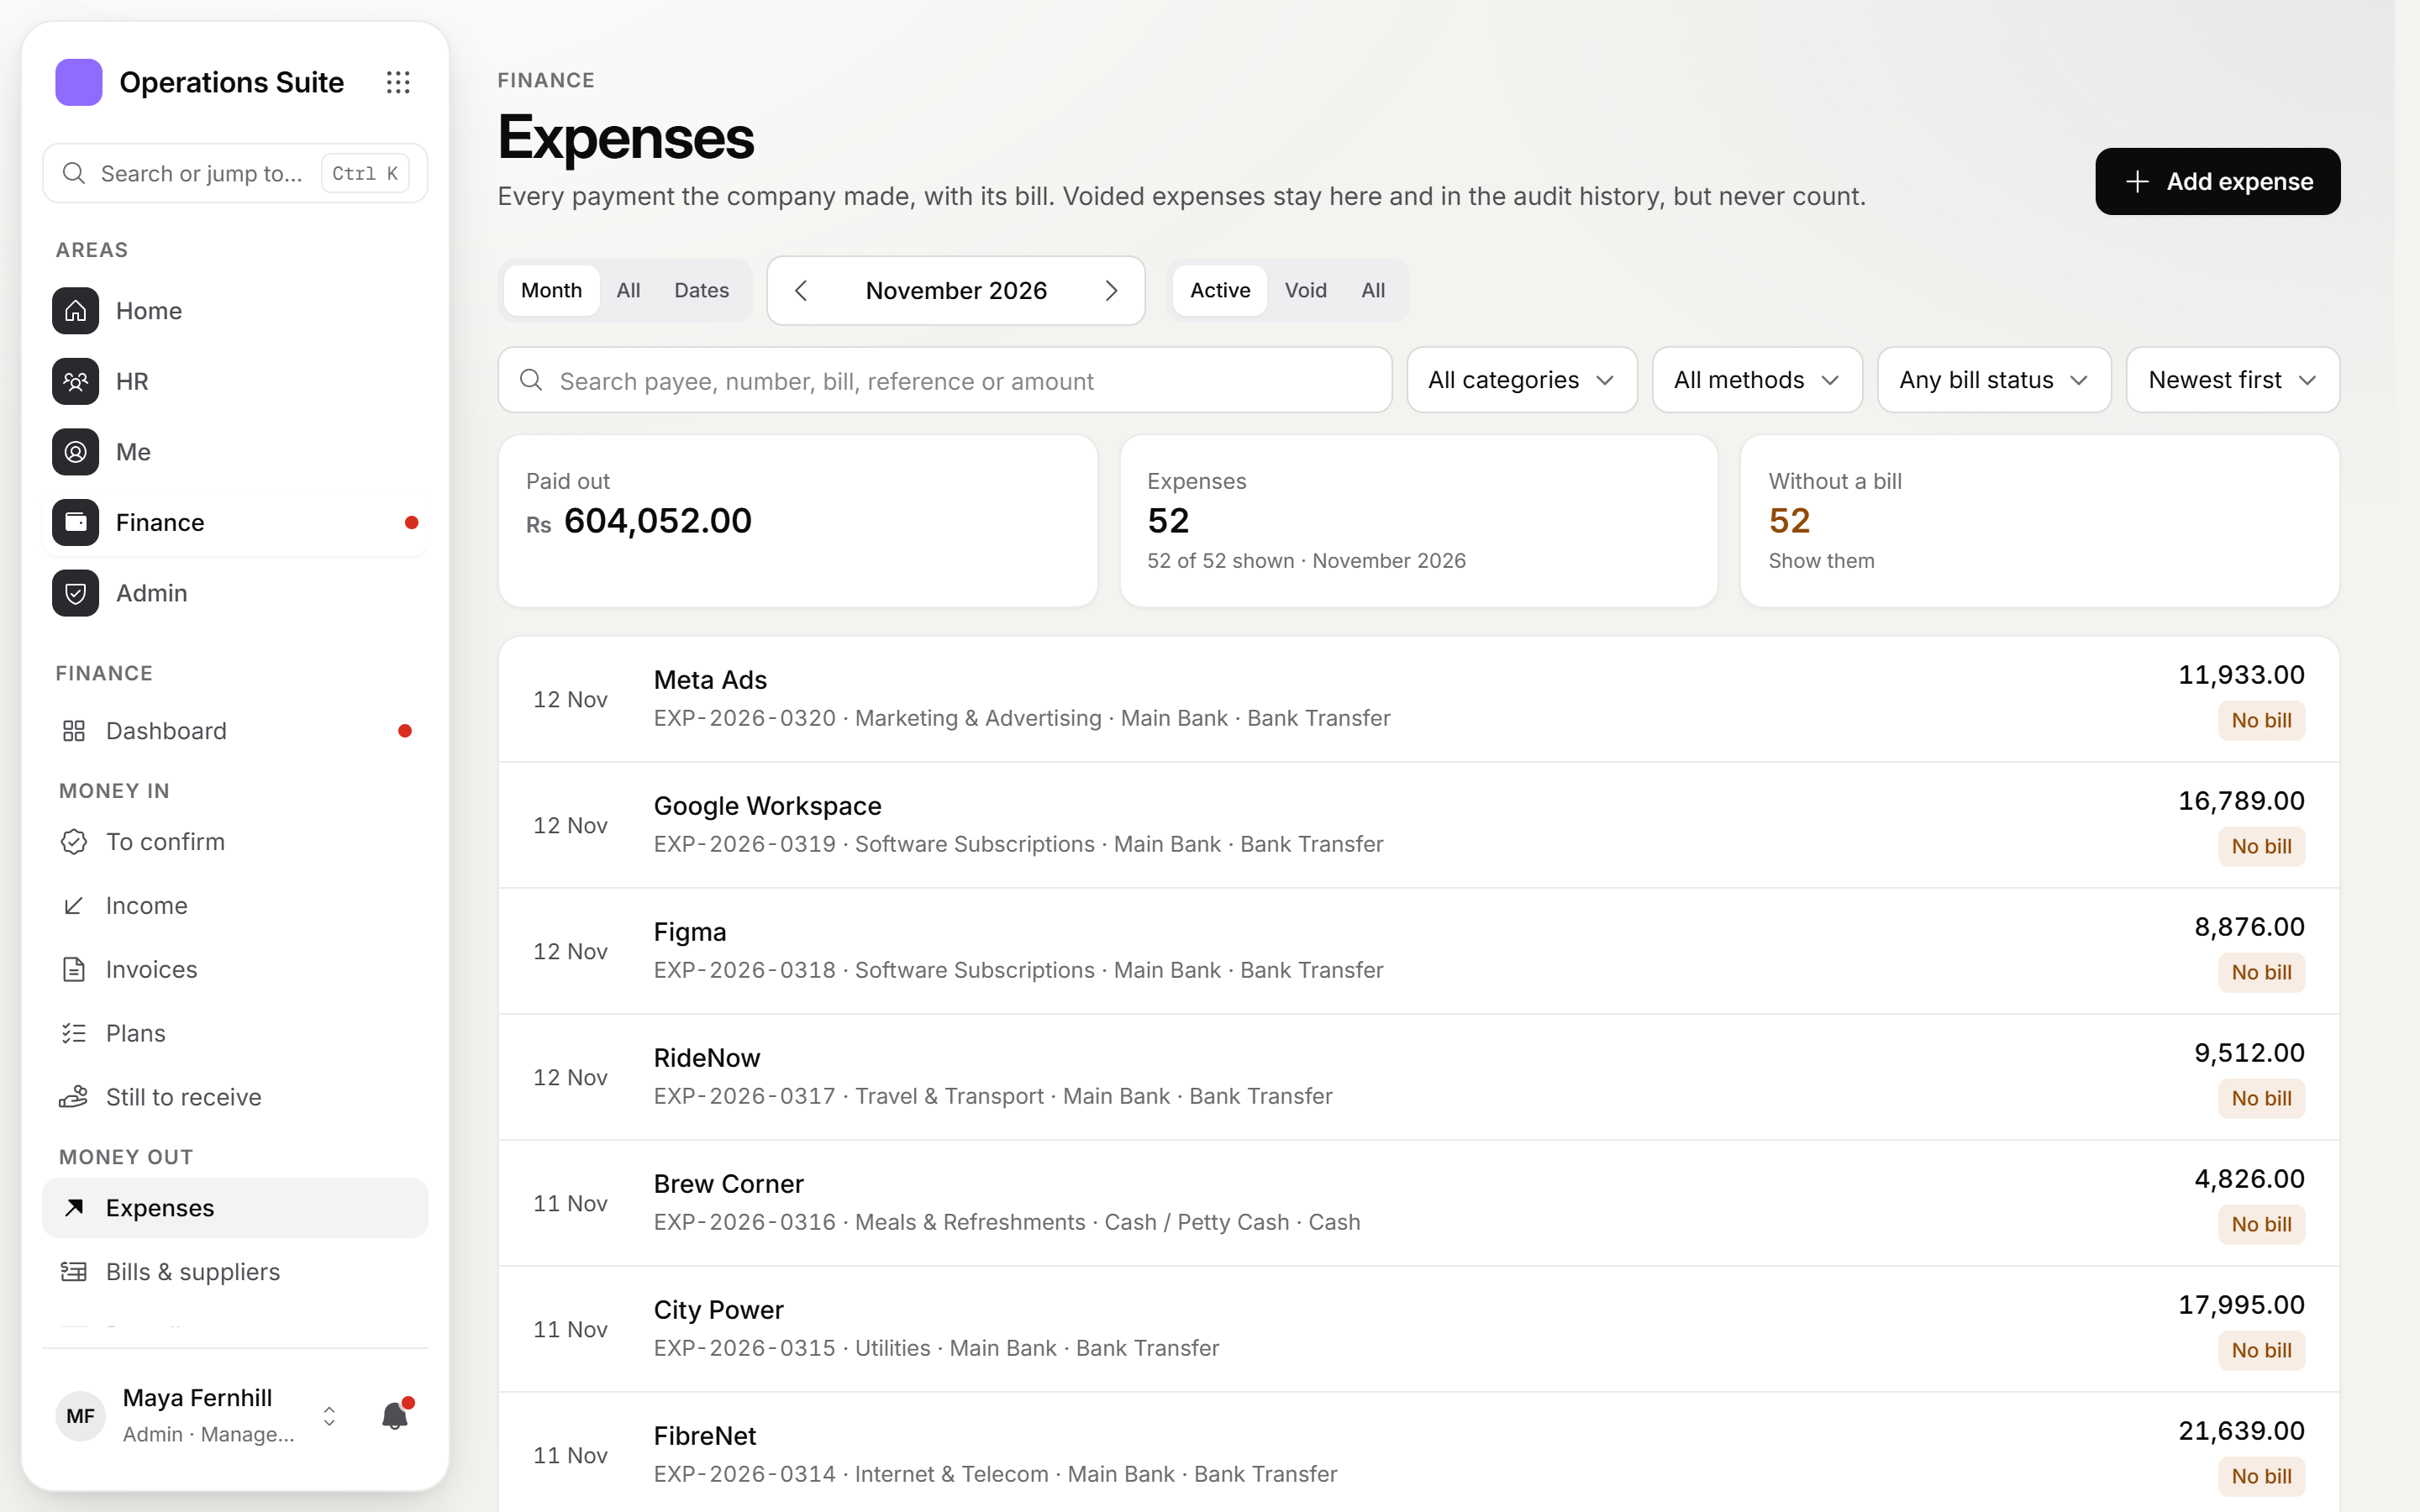 Operations Suite
Search or jump to...
Ctrl K
AREAS
Home
HR
Me
Finance
Admin
FINANCE
Dashboard
MONEY IN
To confirm
Income
Invoices
Plans
Still to receive
MONEY OUT
Expenses
Bills & suppliers
MF
Maya Fernhill
Admin · Manage...
FINANCE
Expenses
Every payment the company made, with its bill. Voided expenses stay here and in the audit history, but never count.
Add expense
Month All Dates
November 2026
Active Void All
Search payee, number, bill, reference or amount
All categories
All methods
Any bill status
Newest first
Paid out
Rs 604,052.00
Expenses
52
52 of 52 shown · November 2026
Without a bill
52
Show them
12 Nov
Meta Ads
EXP-2026-0320 · Marketing & Advertising · Main Bank · Bank Transfer
11,933.00
No bill
12 Nov
Google Workspace
EXP-2026-0319 · Software Subscriptions · Main Bank · Bank Transfer
16,789.00
No bill
12 Nov
Figma
EXP-2026-0318 · Software Subscriptions · Main Bank · Bank Transfer
8,876.00
No bill
12 Nov
RideNow
EXP-2026-0317 · Travel & Transport · Main Bank · Bank Transfer
9,512.00
No bill
11 Nov
Brew Corner
EXP-2026-0316 · Meals & Refreshments · Cash / Petty Cash · Cash
4,826.00
No bill
11 Nov
City Power
EXP-2026-0315 · Utilities · Main Bank · Bank Transfer
17,995.00
No bill
11 Nov
FibreNet
EXP-2026-0314 · Internet & Telecom · Main Bank · Bank Transfer
21,639.00
No bill